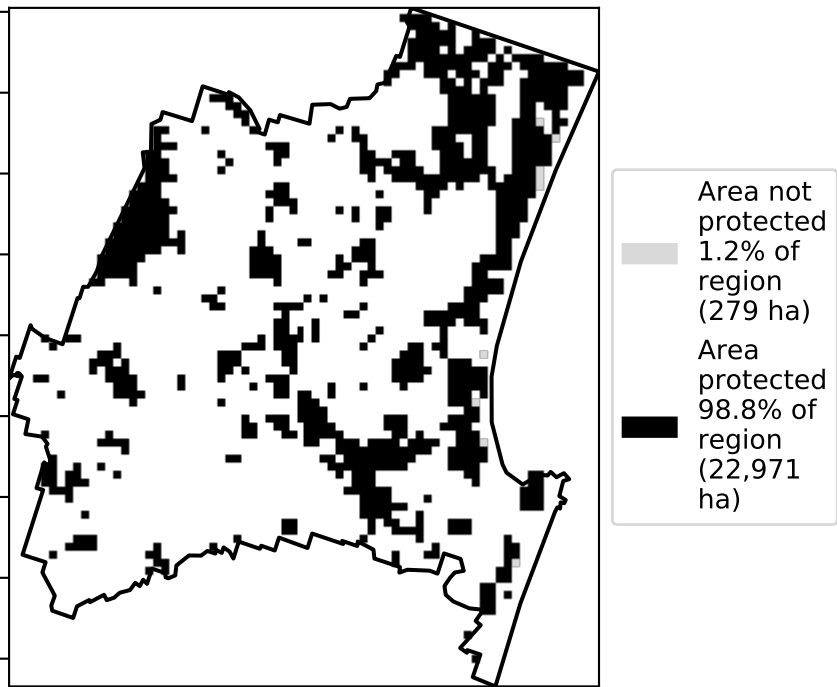 Area not
protected
1.2% of
region
(279 ha)
Area
protected
98.8% of
region
(22,971
ha)